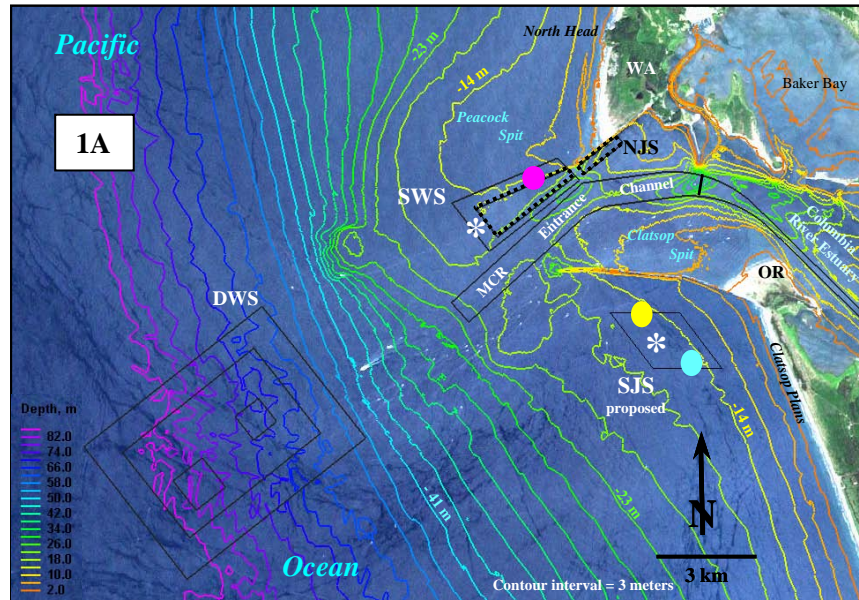 Pacific
1A
North Head
-23 m
-14 m
WA
Baker Bay
Peacock
Spit
NJS
SWS
*
Channel
Entrance
MCR
Columbia
River Estuary
Clatsop
Spit
OR
DWS
*
SJS
proposed
Clatsop Plans
-14 m
-23 m
-41 m
Depth, m
82.0
74.0
66.0
58.0
50.0
42.0
34.0
26.0
18.0
10.0
2.0
N
3 km
Ocean
Contour interval = 3 meters